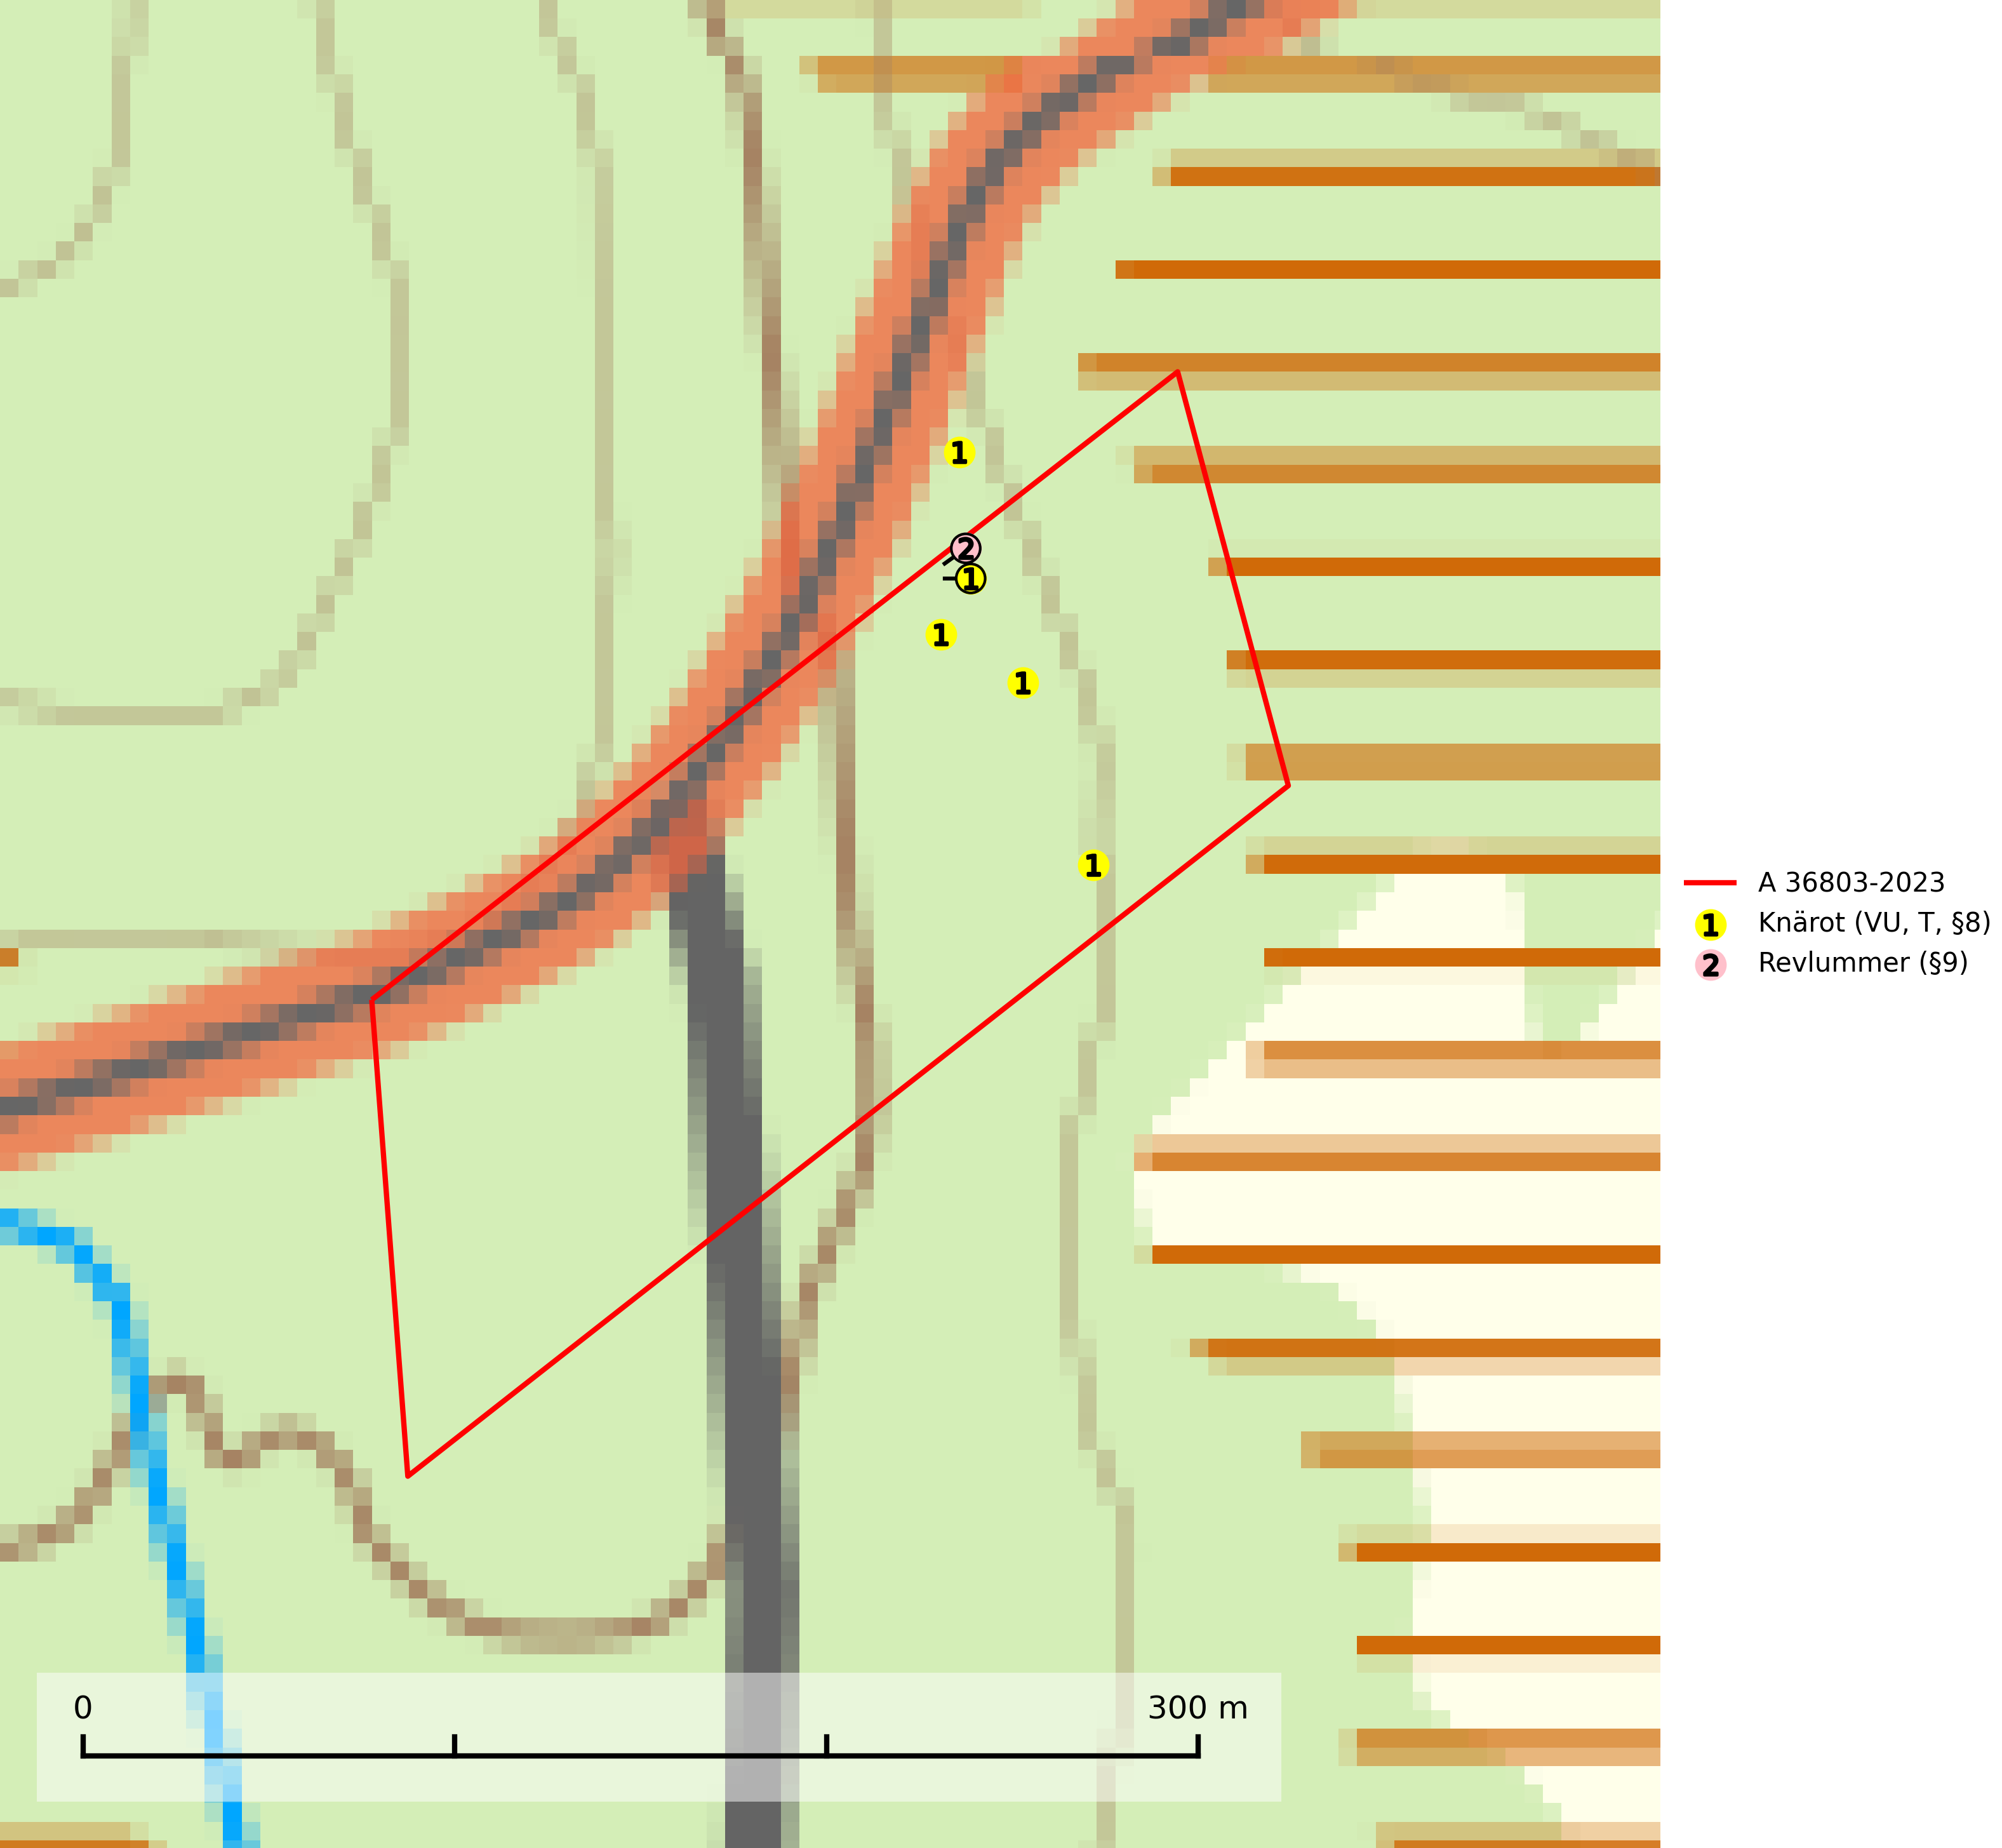 1
2
1
1
1
1
A 36803-2023
1 Knärot (VU, T, §8)
2 Revlummer (§9)
0 300 m